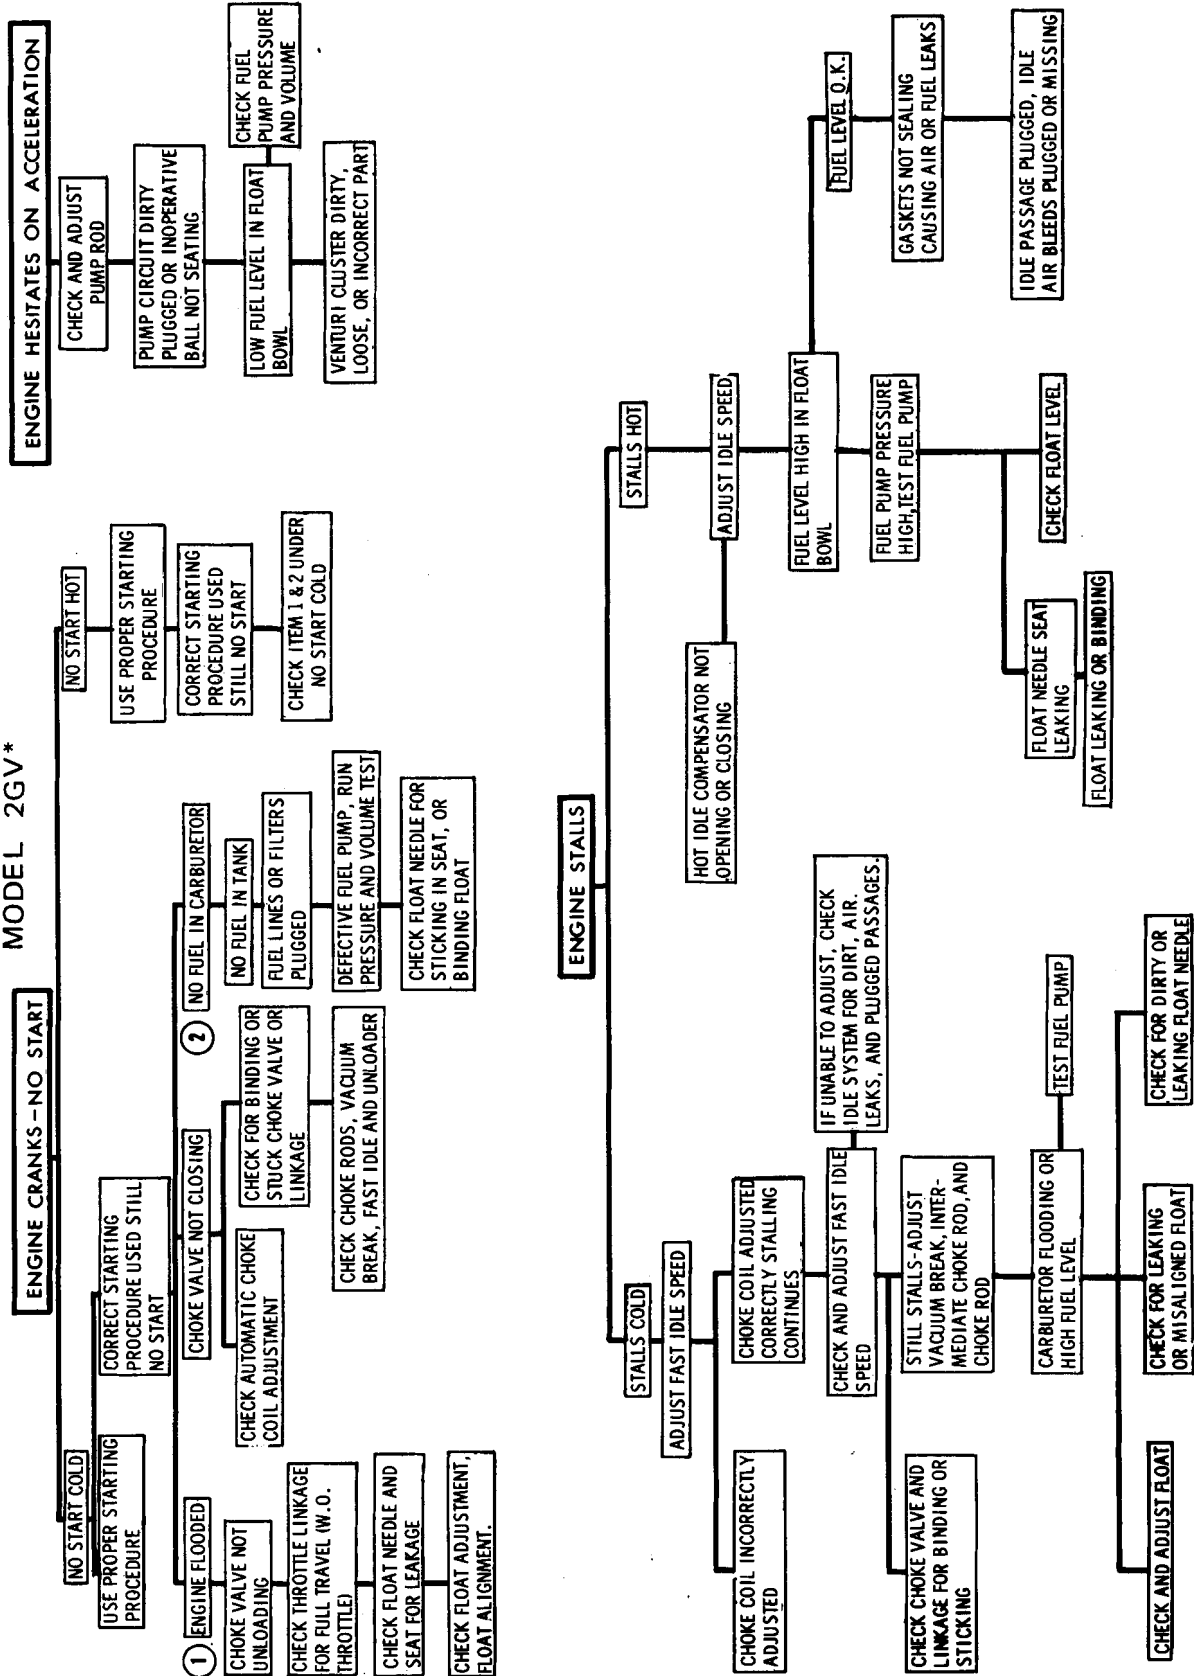 MODEL 2GV*
ENGINE CRANKS–NO START
NO START COLD
USE PROPER STARTING
PROCEDURE
CORRECT STARTING
PROCEDURE USED STILL
NO START
1
ENGINE FLOODED
CHOKE VALVE NOT
UNLOADING
CHECK THROTTLE LINKAGE
FOR FULL TRAVEL (W.O.
THROTTLE)
CHECK FLOAT NEEDLE AND
SEAT FOR LEAKAGE
CHECK FLOAT ADJUSTMENT,
FLOAT ALIGNMENT.
CHOKE VALVE NOT CLOSING
CHECK AUTOMATIC CHOKE
COIL ADJUSTMENT
CHECK FOR BINDING OR
STUCK CHOKE VALVE OR
LINKAGE
CHECK CHOKE RODS, VACUUM
BREAK, FAST IDLE AND UNLOADER
2
NO FUEL IN CARBURETOR
NO FUEL IN TANK
FUEL LINES OR FILTERS
PLUGGED
DEFECTIVE FUEL PUMP, RUN
PRESSURE AND VOLUME TEST
CHECK FLOAT NEEDLE FOR
STICKING IN SEAT, OR
BINDING FLOAT
NO START HOT
USE PROPER STARTING
PROCEDURE
CORRECT STARTING
PROCEDURE USED
STILL NO START
CHECK ITEM 1 & 2 UNDER
NO START COLD
ENGINE HESITATES ON ACCELERATION
CHECK AND ADJUST
PUMP ROD
PUMP CIRCUIT DIRTY
PLUGGED OR INOPERATIVE
BALL NOT SEATING
LOW FUEL LEVEL IN FLOAT
BOWL
CHECK FUEL
PUMP PRESSURE
AND VOLUME
VENTURI CLUSTER DIRTY,
LOOSE, OR INCORRECT PART
ENGINE STALLS
STALLS COLD
ADJUST FAST IDLE SPEED
CHOKE COIL INCORRECTLY
ADJUSTED
CHOKE COIL ADJUSTED
CORRECTLY STALLING
CONTINUES
CHECK AND ADJUST FAST IDLE
SPEED
IF UNABLE TO ADJUST, CHECK
IDLE SYSTEM FOR DIRT, AIR.
LEAKS, AND PLUGGED PASSAGES.
CHECK CHOKE VALVE AND
LINKAGE FOR BINDING OR
STICKING
STILL STALLS-ADJUST
VACUUM BREAK, INTER-
MEDIATE CHOKE ROD, AND
CHOKE ROD
CARBURETOR FLOODING OR
HIGH FUEL LEVEL
TEST FUEL PUMP
CHECK AND ADJUST FLOAT
CHECK FOR LEAKING
OR MISALIGNED FLOAT
CHECK FOR DIRTY OR
LEAKING FLOAT NEEDLE
STALLS HOT
ADJUST IDLE SPEED
HOT IDLE COMPENSATOR NOT
OPENING OR CLOSING
FUEL LEVEL HIGH IN FLOAT
BOWL
FUEL PUMP PRESSURE
HIGH, TEST FUEL PUMP
FLOAT NEEDLE SEAT
LEAKING
FLOAT LEAKING OR BINDING
CHECK FLOAT LEVEL
FUEL LEVEL O.K.
GASKETS NOT SEALING
CAUSING AIR OR FUEL LEAKS
IDLE PASSAGE PLUGGED, IDLE
AIR BLEEDS PLUGGED OR MISSING